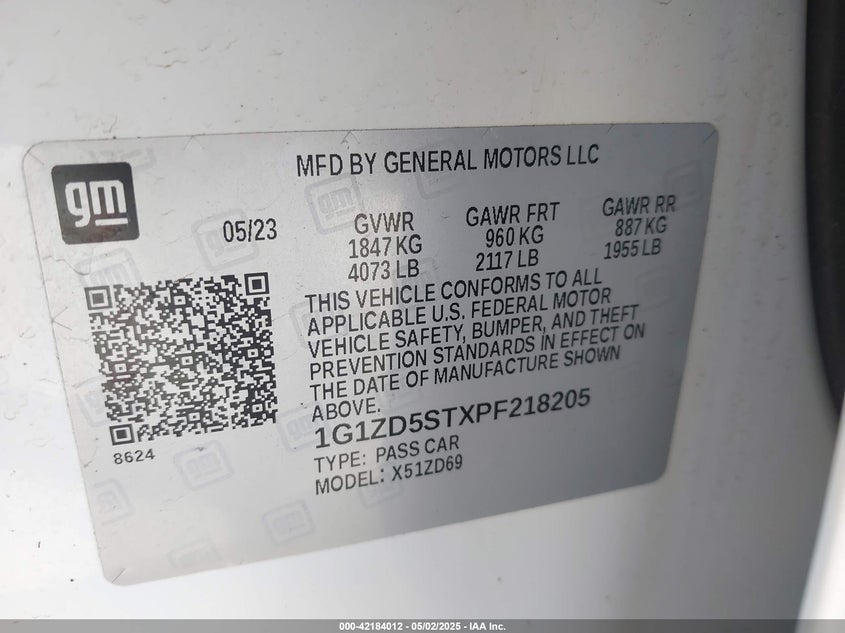 gm
MFD BY GENERAL MOTORS LLC
05/23
GVWR GAWR FRT GAWR RR
1847 KG 960 KG 887 KG
4073 LB 2117 LB 1955 LB
THIS VEHICLE CONFORMS TO ALL
APPLICABLE U.S. FEDERAL MOTOR
VEHICLE SAFETY, BUMPER, AND THEFT
PREVENTION STANDARDS IN EFFECT ON
THE DATE OF MANUFACTURE SHOWN
ABOVE.
1G1ZD5STXPF218205
TYPE: PASS CAR
MODEL: X51ZD69
8624
000-42184012 - 05/02/2025 - IAA Inc.